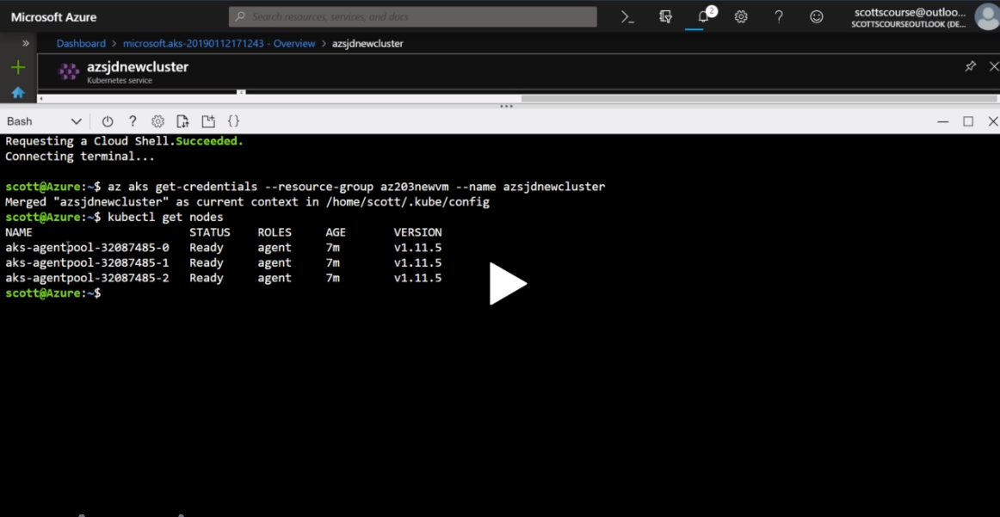 Microsoft Azure
Search resources, services, and docs
2
scottscourse@outloo...
SCOTTSCOURSEOUTLOOK (DE...
» Dashboard > microsoft.aks-20190112171243 - Overview > azsjdnewcluster
azsjdnewcluster
Kubernetes service
Bash
Requesting a Cloud Shell.Succeeded.
Connecting terminal...
scott@Azure:~$ az aks get-credentials --resource-group az203newvm --name azsjdnewcluster
Merged "azsjdnewcluster" as current context in /home/scott/.kube/config
scott@Azure:~$ kubectl get nodes
NAME STATUS ROLES AGE VERSION
aks-agentpool-32087485-0 Ready agent 7m v1.11.5
aks-agentpool-32087485-1 Ready agent 7m v1.11.5
aks-agentpool-32087485-2 Ready agent 7m v1.11.5
scott@Azure:~$